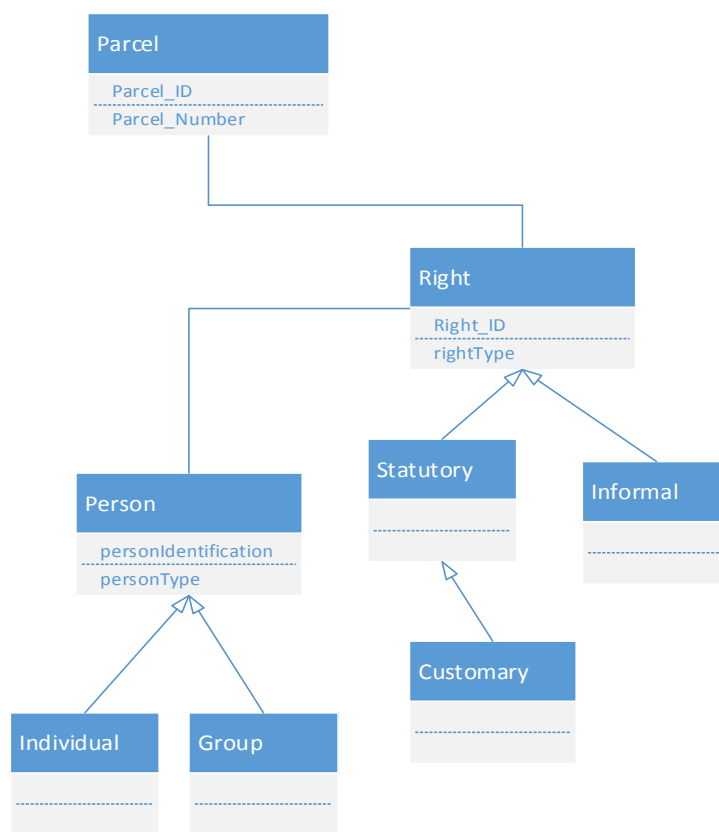 Parcel
Parcel_ID
Parcel_Number
Right
Right_ID
rightType
Statutory
Informal
Person
personIdentification
personType
Customary
Individual
Group